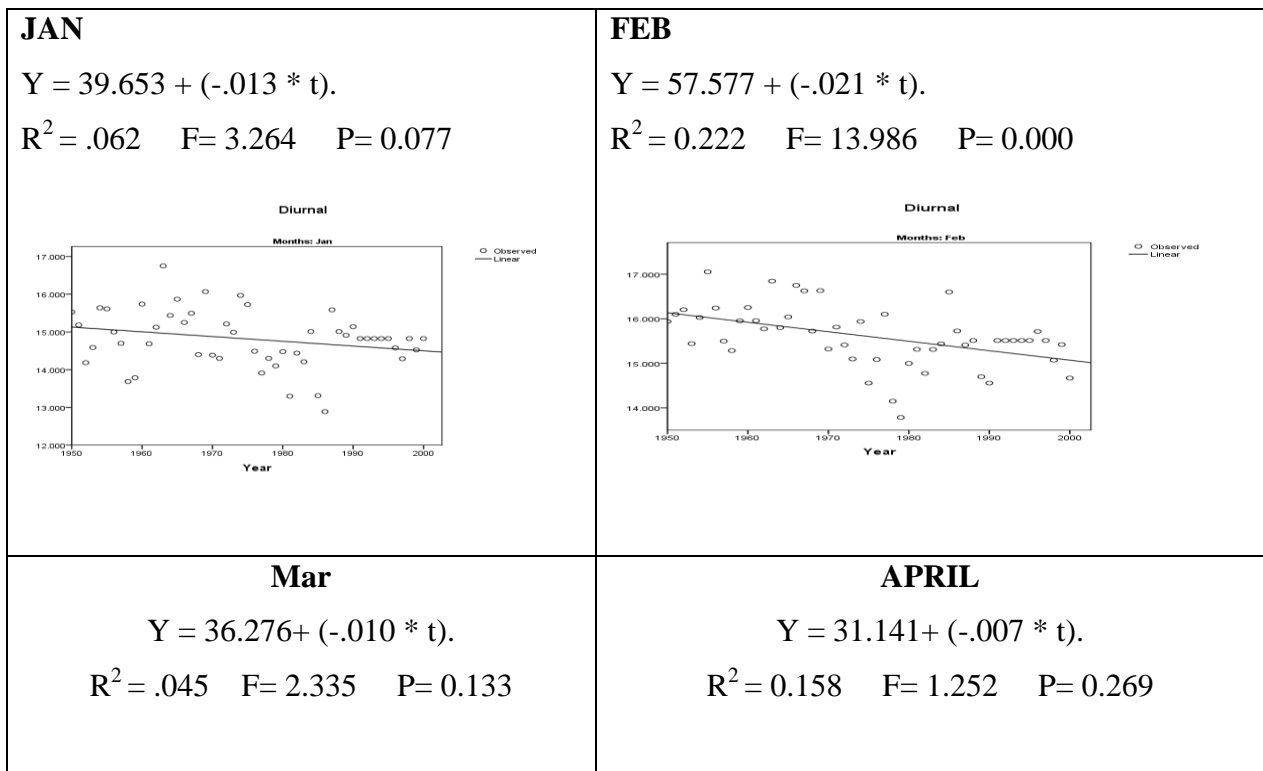 JAN
Y = 39.653 + (-.013 * t).
R² = .062 F= 3.264 P= 0.077
Diurnal
Months: Jan
Observed
Linear
17.000
16.000
15.000
14.000
13.000
12.000
1950 1960 1970 1980 1990 2000
Year
FEB
Y = 57.577 + (-.021 * t).
R² = 0.222 F= 13.986 P= 0.000
Diurnal
Months: Feb
Observed
Linear
17.000
16.000
15.000
14.000
1950 1960 1970 1980 1990 2000
Year
Mar
Y = 36.276+ (-.010 * t).
R² = .045 F= 2.335 P= 0.133
APRIL
Y = 31.141+ (-.007 * t).
R² = 0.158 F= 1.252 P= 0.269